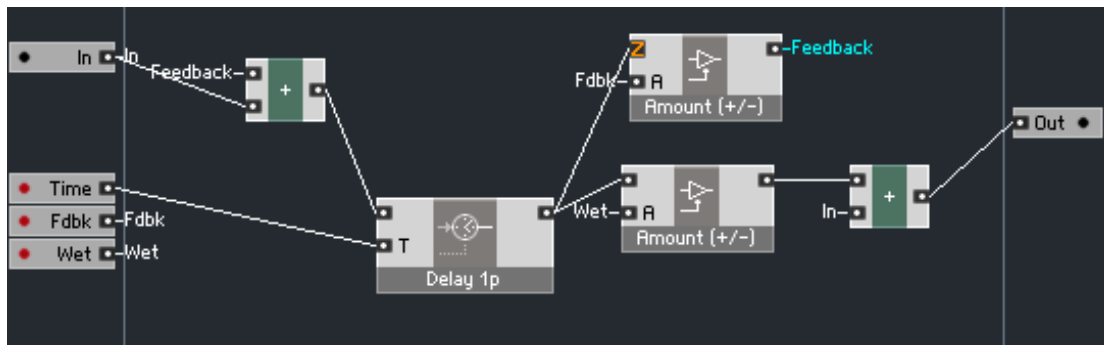 In
In
Feedback
+
Time
Fdbk
Fdbk
Wet
Wet
T
Delay 1p
Z
Feedback
Fdbk
A
Amount (+/-)
Wet
A
Amount (+/-)
+
In
Out